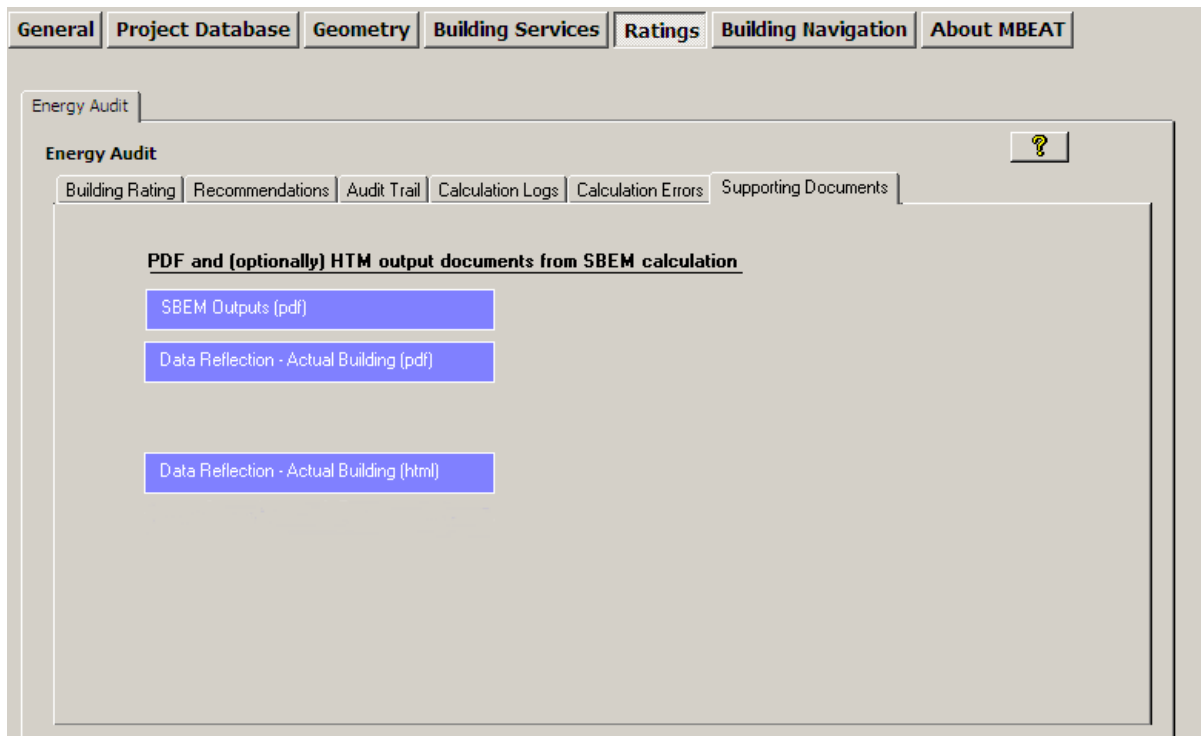 General Project Database Geometry Building Services Ratings Building Navigation About MBEAT
Energy Audit
Energy Audit ?
Building Rating Recommendations Audit Trail Calculation Logs Calculation Errors Supporting Documents
PDF and (optionally) HTM output documents from SBEM calculation
SBEM Outputs (pdf)
Data Reflection - Actual Building (pdf)
Data Reflection - Actual Building (html)